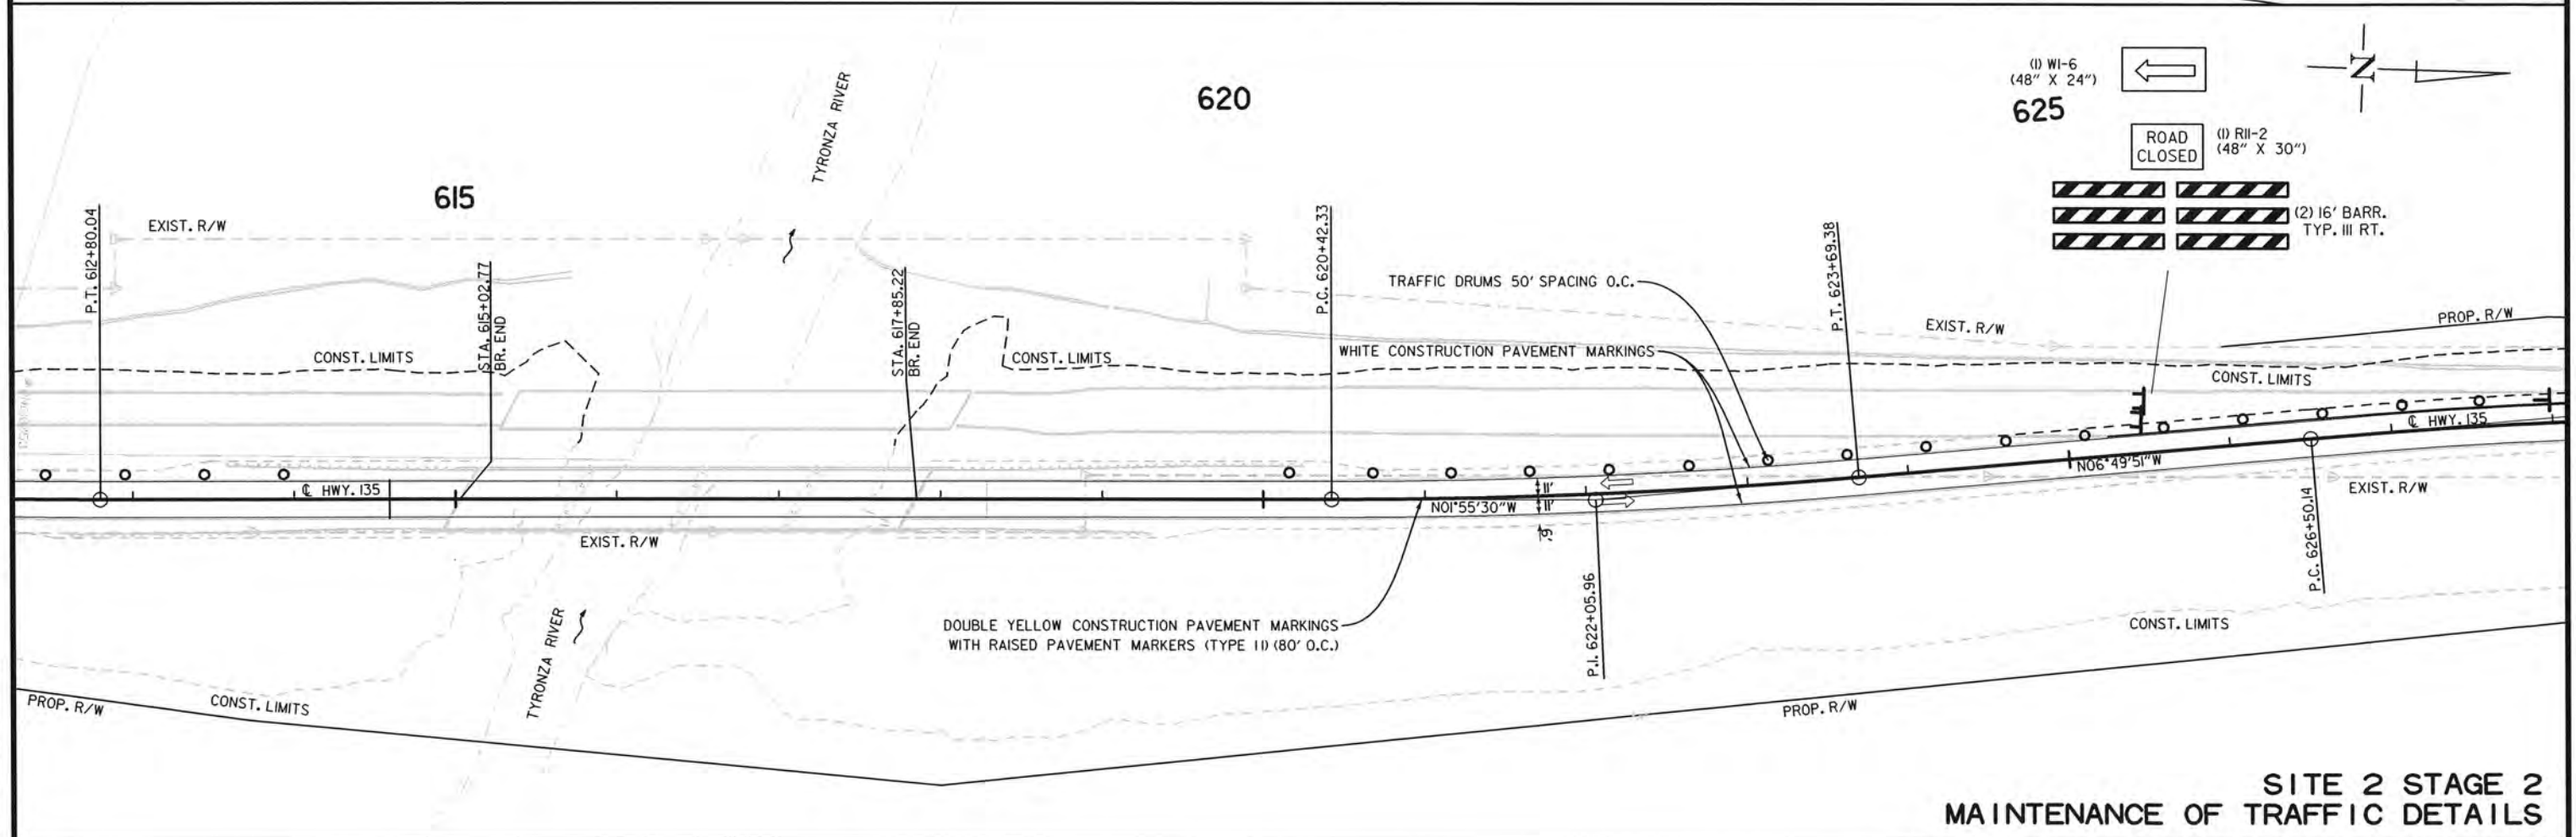 (1) W1-6
(48" X 24")
625
N
ROAD
CLOSED
(1) R11-2
(48" X 30")
(2) 16' BARR.
TYP. III RT.
620
615
TYRONZA RIVER
P.T. 612+80.04
EXIST. R/W
STA. 615+02.77
BR. END
STA. 617+85.22
BR. END
P.C. 620+42.33
TRAFFIC DRUMS 50' SPACING O.C.
P.T. 623+69.38
EXIST. R/W
PROP. R/W
CONST. LIMITS
CONST. LIMITS
WHITE CONSTRUCTION PAVEMENT MARKINGS
CONST. LIMITS
℄ HWY. 135
℄ HWY. 135
11'
11'
6'
N01°55'30"W
N06°49'51"W
EXIST. R/W
EXIST. R/W
P.I. 622+05.96
P.C. 626+50.14
DOUBLE YELLOW CONSTRUCTION PAVEMENT MARKINGS
WITH RAISED PAVEMENT MARKERS (TYPE II) (80' O.C.)
TYRONZA RIVER
CONST. LIMITS
PROP. R/W
CONST. LIMITS
PROP. R/W
SITE 2 STAGE 2
MAINTENANCE OF TRAFFIC DETAILS